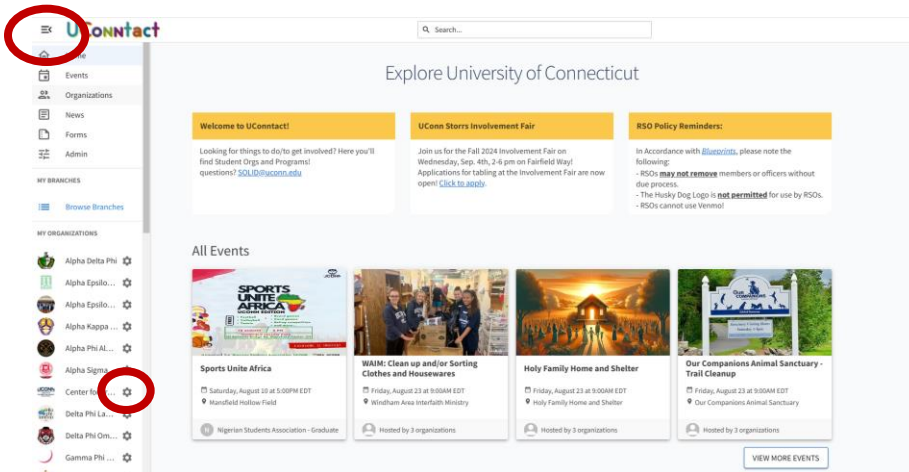 UConntact
Search...
Events
Organizations
News
Forms
Admin
MY BRANCHES
Browse Branches
MY ORGANIZATIONS
Alpha Delta Phi
Alpha Epsilo...
Alpha Epsilo...
Alpha Kappa ...
Alpha Phi Al...
Alpha Sigma
Center for
Delta Phi La...
Delta Phi Om...
Gamma Phi ...
Explore University of Connecticut
Welcome to UConntact!
Looking for things to do/to get involved? Here you'll
find Student Orgs and Programs!
questions? SOLID@uconn.edu
UConn Storrs Involvement Fair
Join us for the Fall 2024 Involvement Fair on
Wednesday, Sep. 4th, 2-6 pm on Fairfield Way!
Applications for tabling at the Involvement Fair are now
open! Click to apply.
RSO Policy Reminders:
In Accordance with Blueprints, please note the
following:
- RSOs may not remove members or officers without
due process.
- The Husky Dog Logo is not permitted for use by RSOs.
- RSOs cannot use Venmo!
All Events
SPORTS
UNITE
AFRICA
Sports Unite Africa
Saturday, August 10 at 5:00PM EDT
Mansfield Hollow Field
N Nigerian Students Association - Graduate
WAIM: Clean up and/or Sorting
Clothes and Housewares
Friday, August 23 at 9:00AM EDT
Windham Area Interfaith Ministry
Hosted by 3 organizations
Holy Family Home and Shelter
Friday, August 23 at 9:00AM EDT
Holy Family Home and Shelter
Hosted by 3 organizations
OUR
COMPANIONS
Our Companions Animal Sanctuary -
Trail Cleanup
Friday, August 23 at 9:00AM EDT
Our Companions Animal Sanctuary
Hosted by 3 organizations
VIEW MORE EVENTS